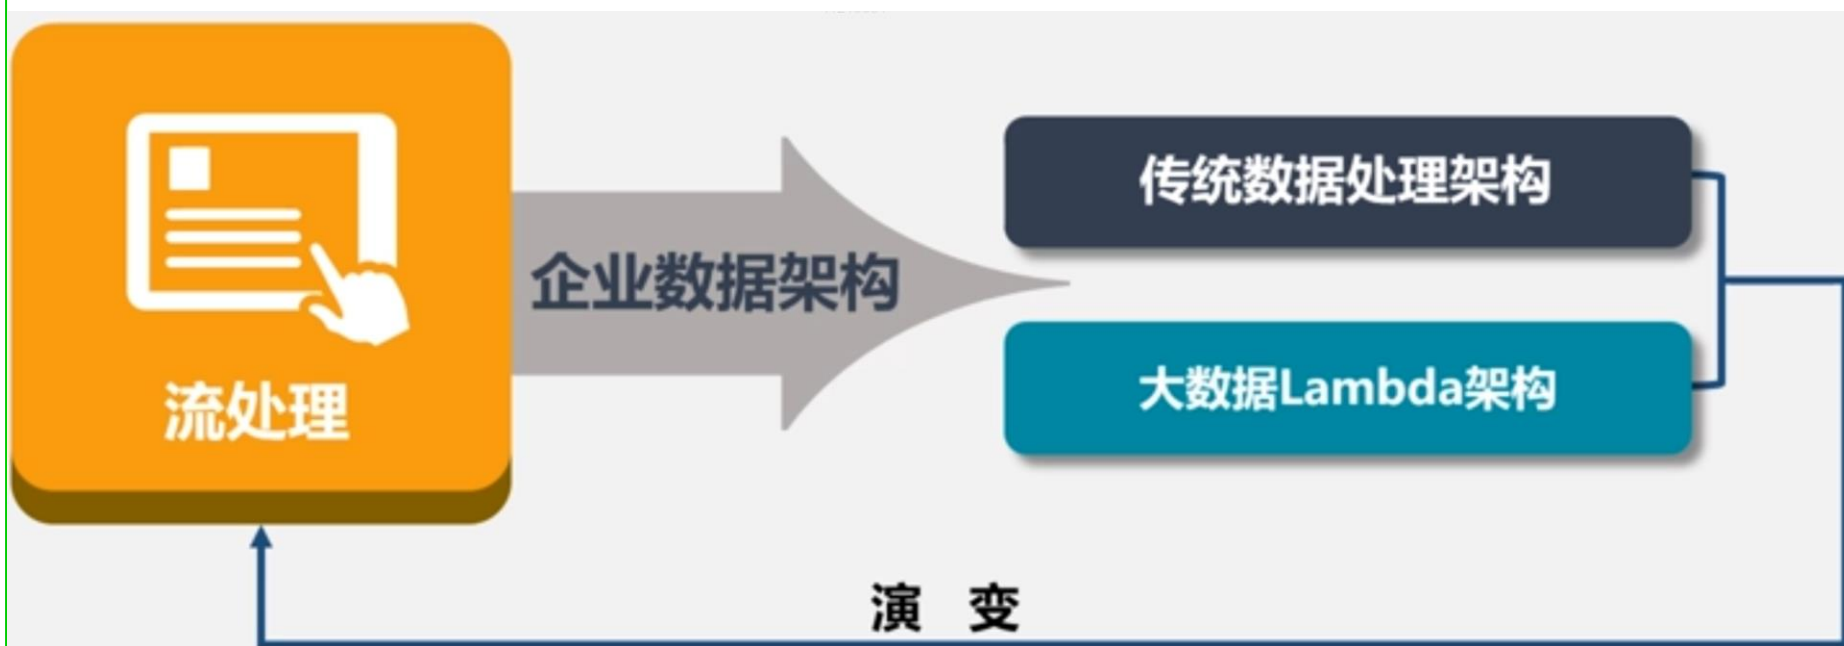 流处理
企业数据架构
传统数据处理架构
大数据Lambda架构
演 变